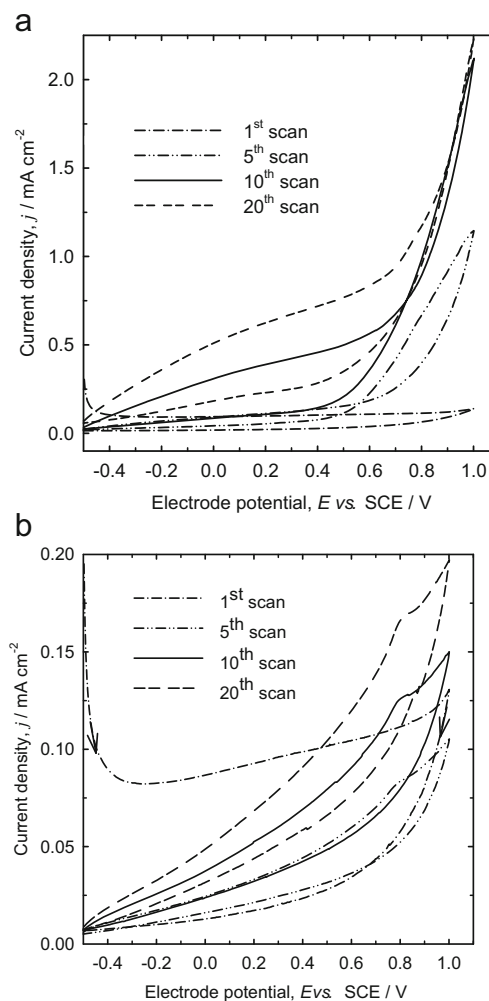 a
2.0
1.5
1.0
0.5
0.0
Current density, j / mA cm⁻²
1st scan
5th scan
10th scan
20th scan
-0.4 -0.2 0.0 0.2 0.4 0.6 0.8 1.0
Electrode potential, E vs. SCE / V
b
0.20
0.15
0.10
0.05
0.00
Current density, j / mA cm⁻²
1st scan
5th scan
10th scan
20th scan
-0.4 -0.2 0.0 0.2 0.4 0.6 0.8 1.0
Electrode potential, Evs. SCE / V